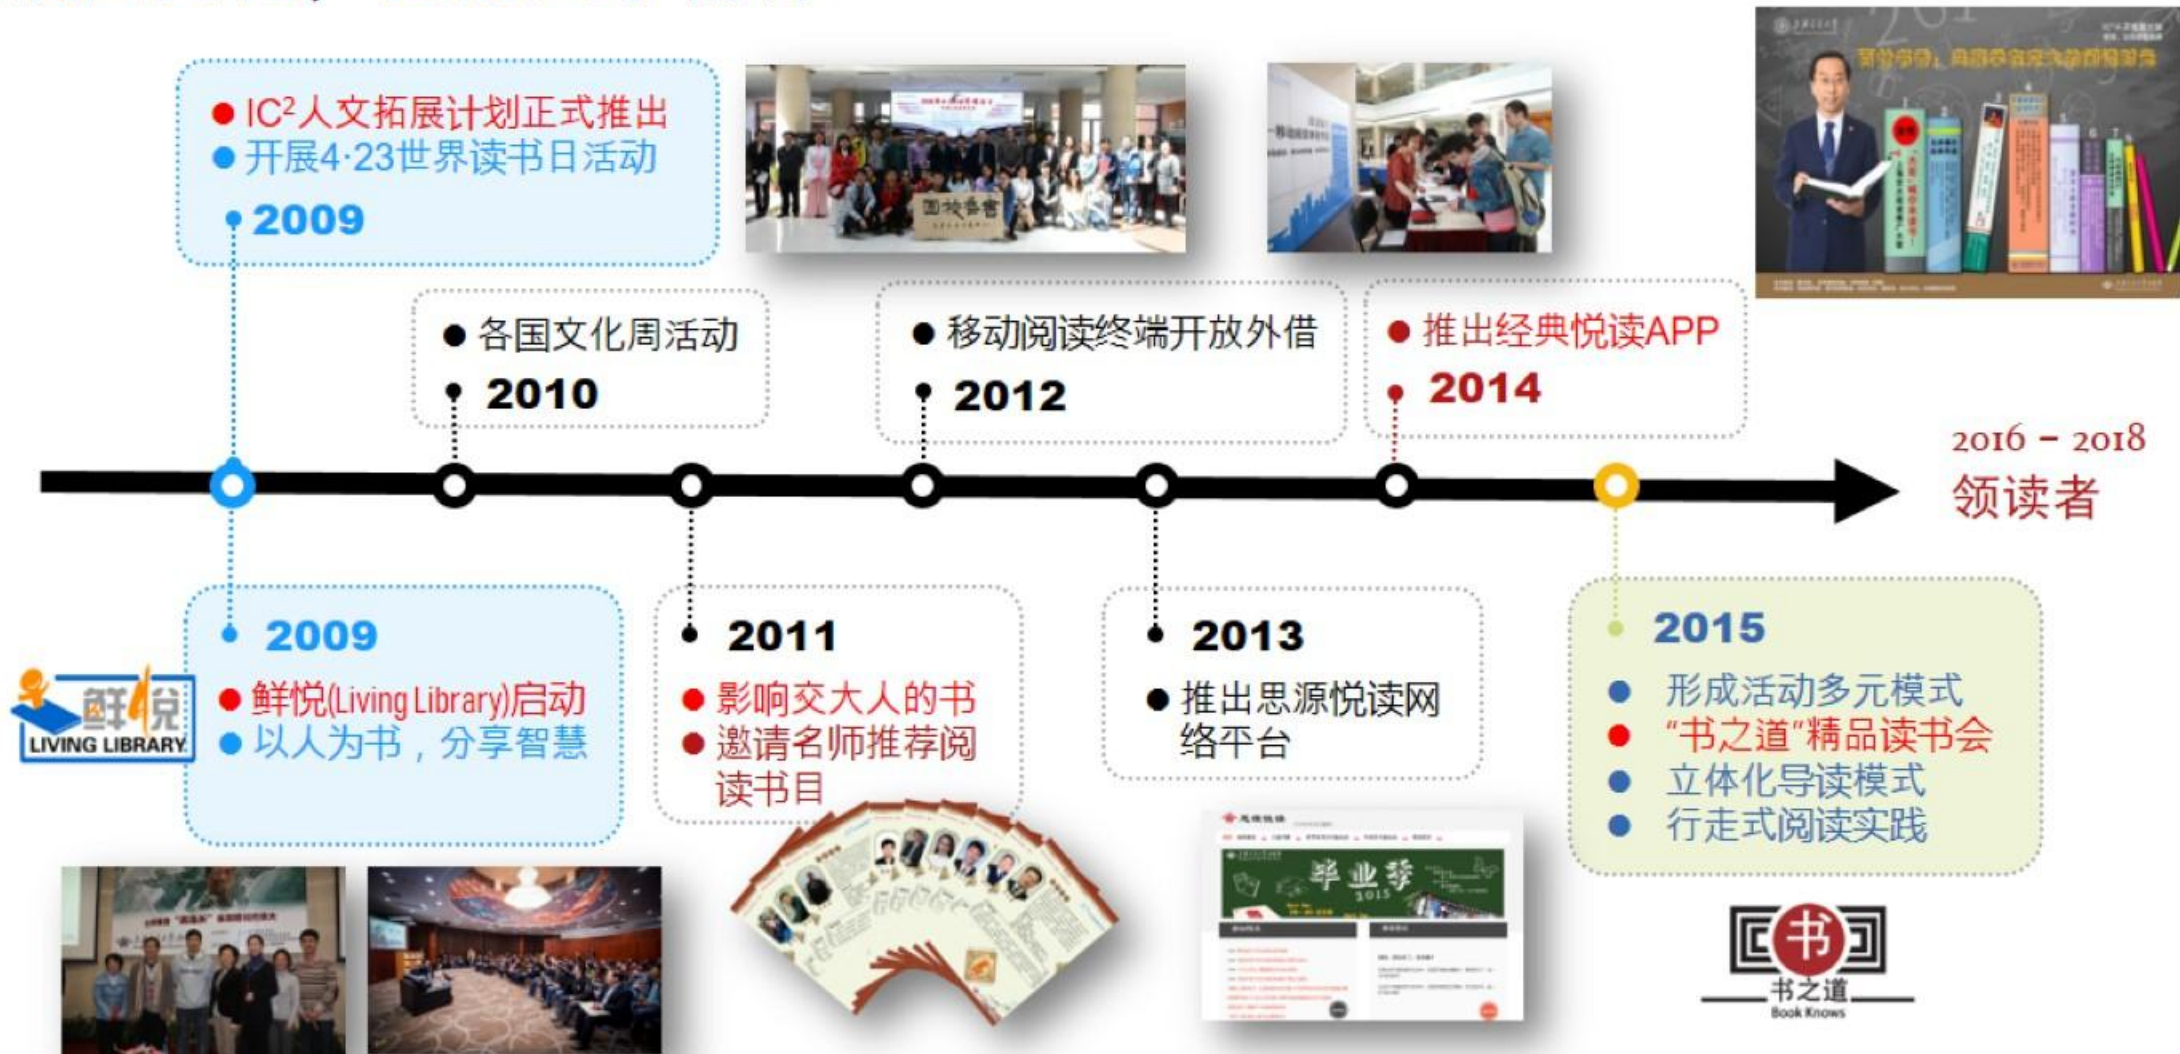 IC²人文拓展计划正式推出
开展4·23世界读书日活动
2009
各国文化周活动
2010
移动阅读终端开放外借
2012
推出经典悦读APP
2014
2016 – 2018
领读者
2009
鲜悦(Living Library)启动
以人为书，分享智慧
鲜悦
LIVING LIBRARY
2011
影响交大人的书
邀请名师推荐阅
读书目
2013
推出思源悦读网
络平台
毕业季
2015
2015
形成活动多元模式
“书之道”精品读书会
立体化导读模式
行走式阅读实践
书
书之道
Book Knows